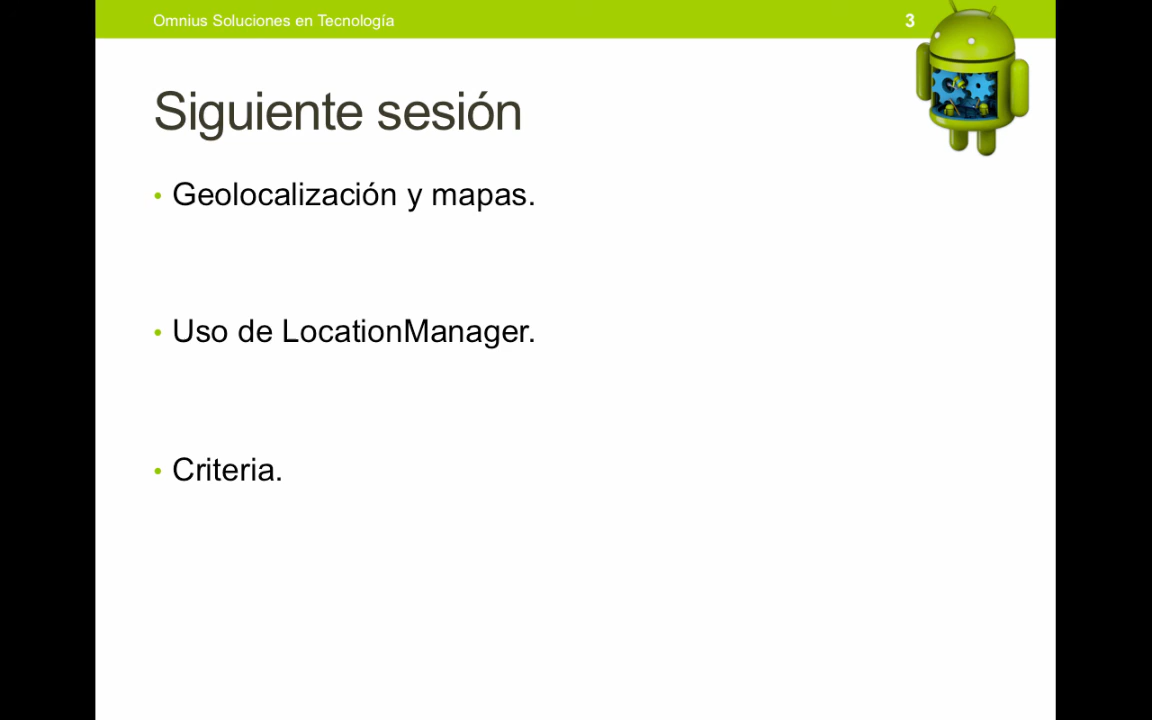 Omnius Soluciones en Tecnología
3
Siguiente sesión
• Geolocalización y mapas.
• Uso de LocationManager.
• Criteria.